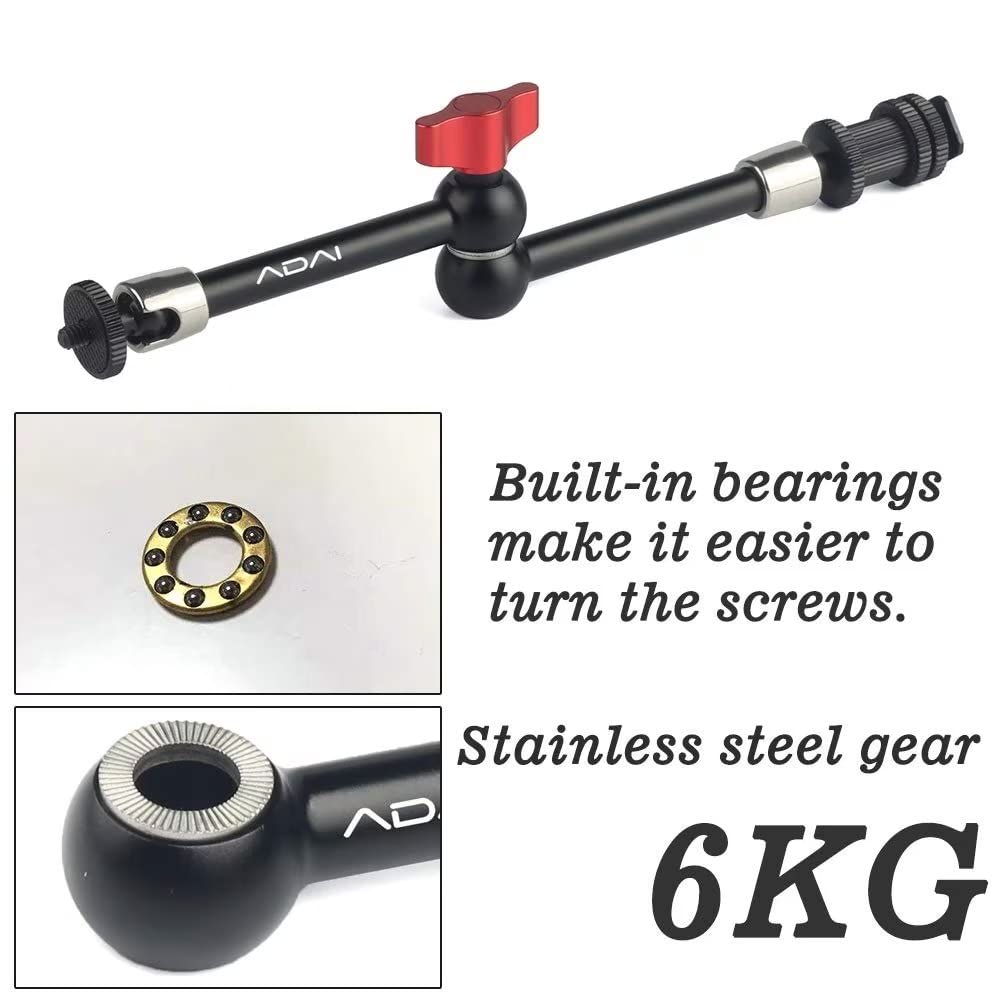 ADAI
Built-in bearings
make it easier to
turn the screws.
Stainless steel gear
AD
6KG